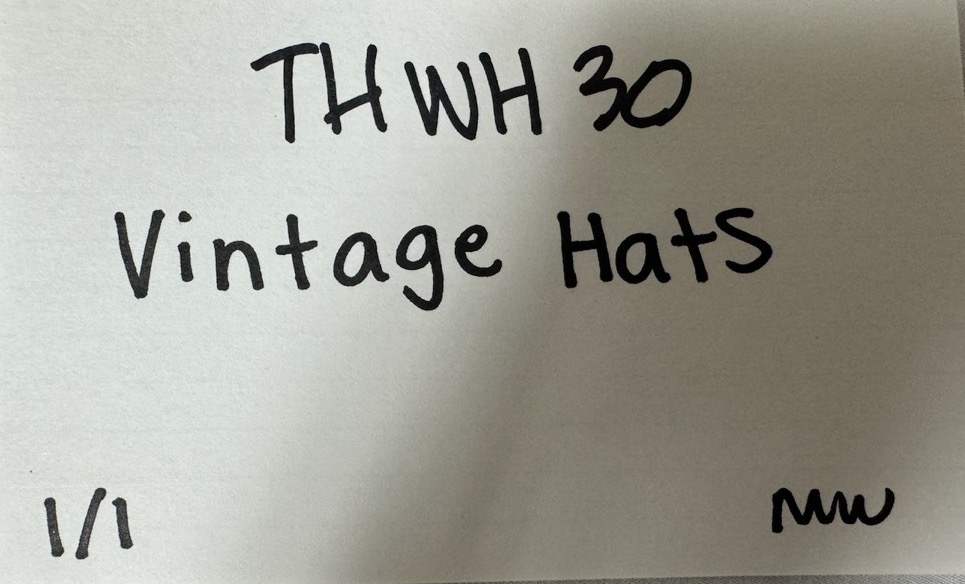 THWH 30
Vintage Hats
1/1
MW